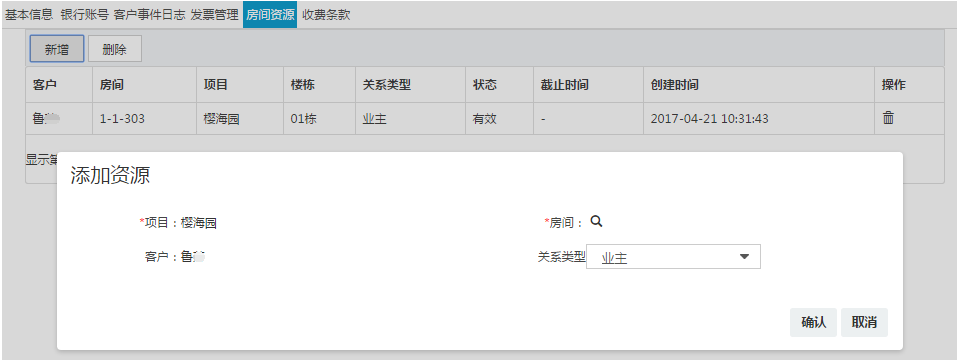 基本信息 银行账号 客户事件日志 发票管理 房间资源 收费条款
新增 删除
客户 房间 项目 楼栋 关系类型 状态 截止时间 创建时间 操作
鲁 1-1-303 樱海园 01栋 业主 有效 - 2017-04-21 10:31:43
显示第
添加资源
*项目：樱海园 *房间：
客户：鲁 关系类型 业主
确认 取消